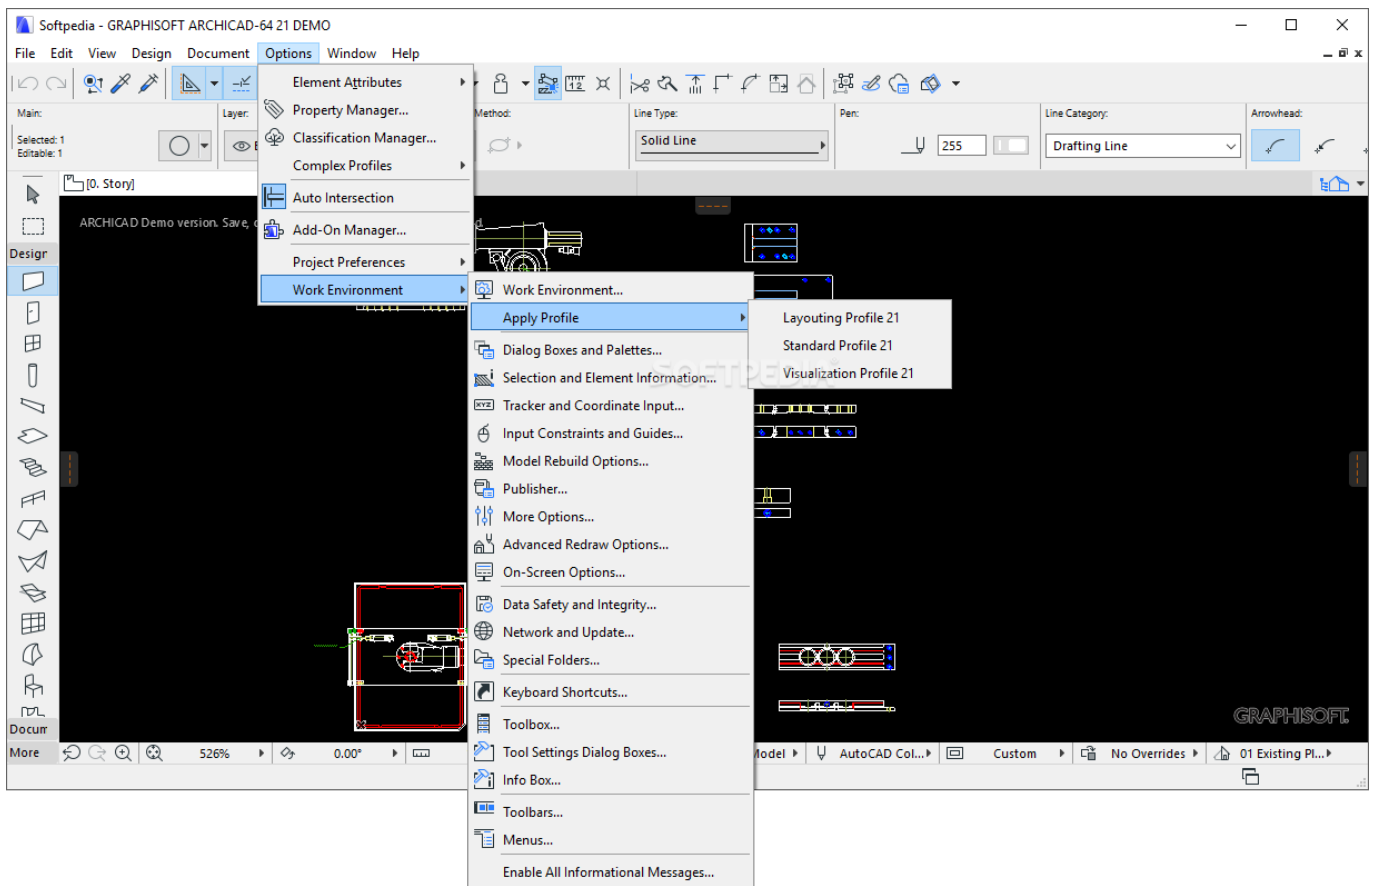 Softpedia - GRAPHISOFT ARCHICAD-64 21 DEMO
File Edit View Design Document Options Window Help
Main:
Layer:
Method:
Line Type:
Pen:
Line Category:
Arrowhead:
Selected: 1
Editable: 1
Solid Line
255
Drafting Line
[0. Story]
ARCHICAD Demo version. Save,
Design
Element Attributes
Property Manager...
Classification Manager...
Complex Profiles
Auto Intersection
Add-On Manager...
Project Preferences
Work Environment
Work Environment...
Apply Profile
Dialog Boxes and Palettes...
Selection and Element Information...
Tracker and Coordinate Input...
Input Constraints and Guides...
Model Rebuild Options...
Publisher...
More Options...
Advanced Redraw Options...
On-Screen Options...
Data Safety and Integrity...
Network and Update...
Special Folders...
Keyboard Shortcuts...
Toolbox...
Tool Settings Dialog Boxes...
Info Box...
Toolbars...
Menus...
Enable All Informational Messages...
Layouting Profile 21
Standard Profile 21
Visualization Profile 21
SOFTPEDIA
GRAPHISOFT.
Docum
More
526%
0.00°
Model
AutoCAD Col...
Custom
No Overrides
01 Existing Pl...